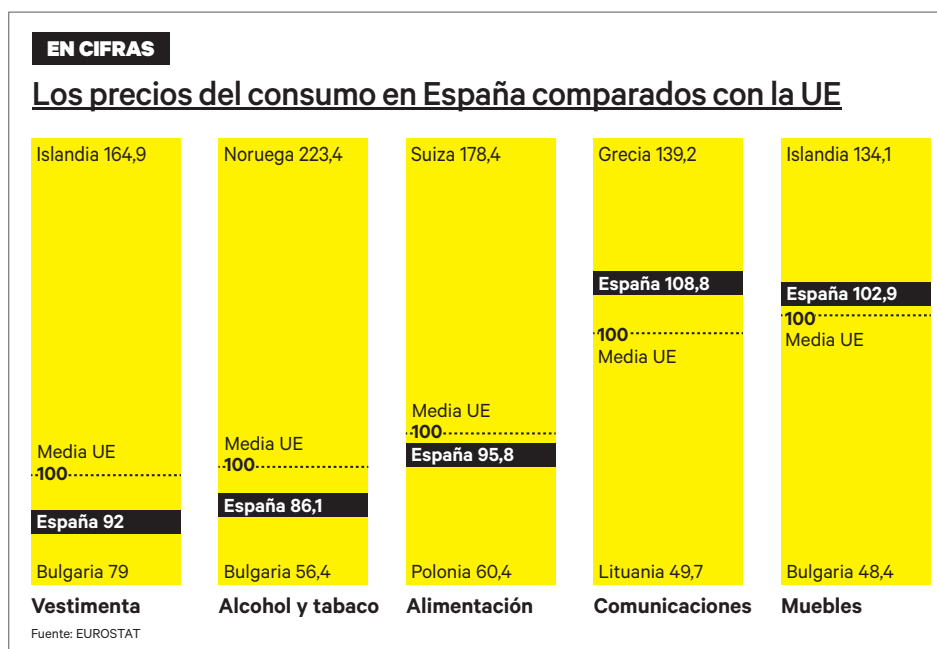 EN CIFRAS
Los precios del consumo en España comparados con la UE
Islandia 164,9
Media UE
100
España 92
Bulgaria 79
Vestimenta
Noruega 223,4
Media UE
100
España 86,1
Bulgaria 56,4
Alcohol y tabaco
Suiza 178,4
Media UE
100
España 95,8
Polonia 60,4
Alimentación
Grecia 139,2
España 108,8
100
Media UE
Lituania 49,7
Comunicaciones
Islandia 134,1
España 102,9
100
Media UE
Bulgaria 48,4
Muebles
Fuente: EUROSTAT